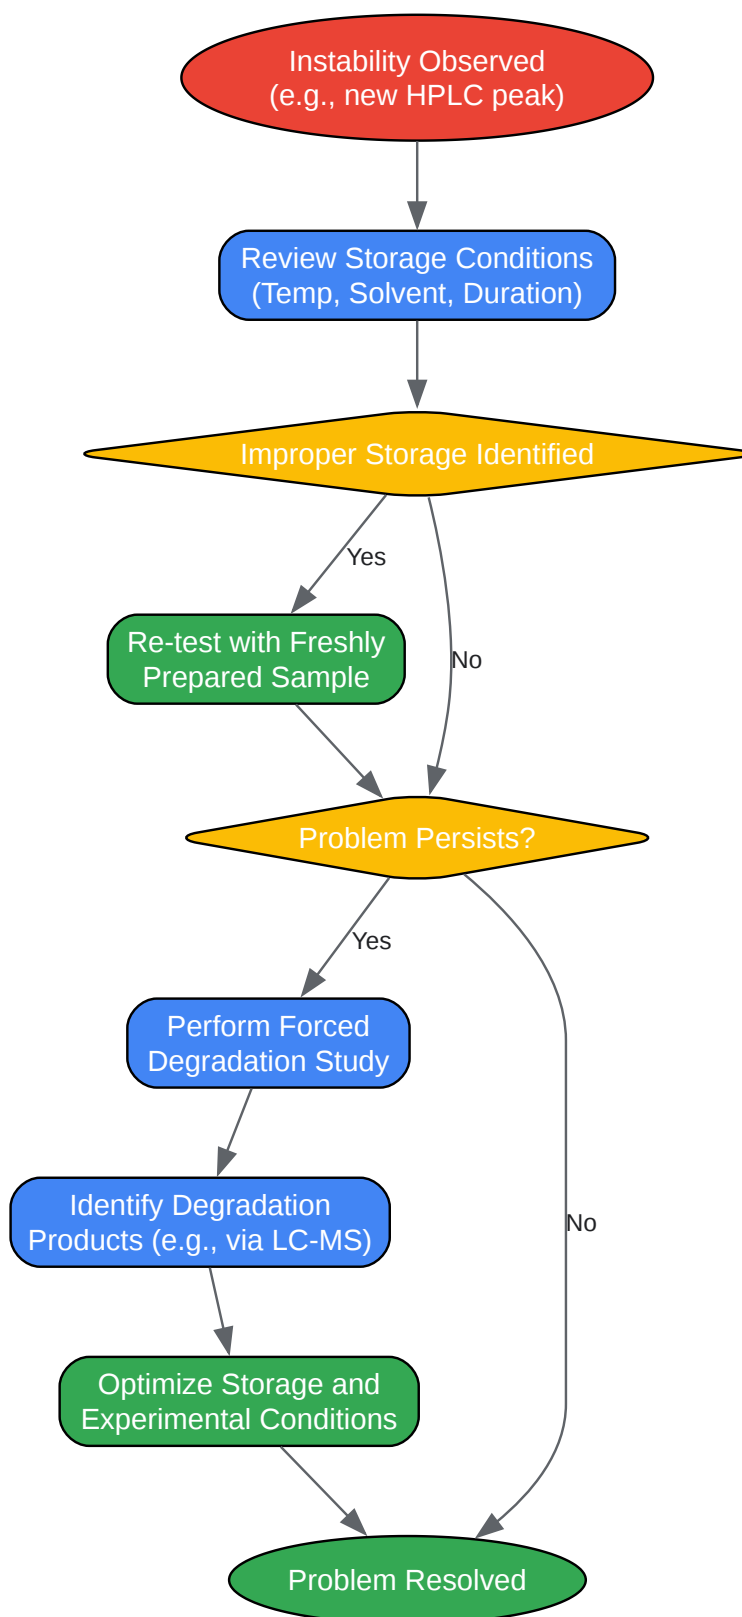 Instability Observed
(e.g., new HPLC peak)
Review Storage Conditions
(Temp, Solvent, Duration)
Improper Storage Identified
Yes
Re-test with Freshly
Prepared Sample
No
Problem Persists?
Yes
Perform Forced
Degradation Study
Identify Degradation
Products (e.g., via LC-MS)
No
Optimize Storage and
Experimental Conditions
Problem Resolved